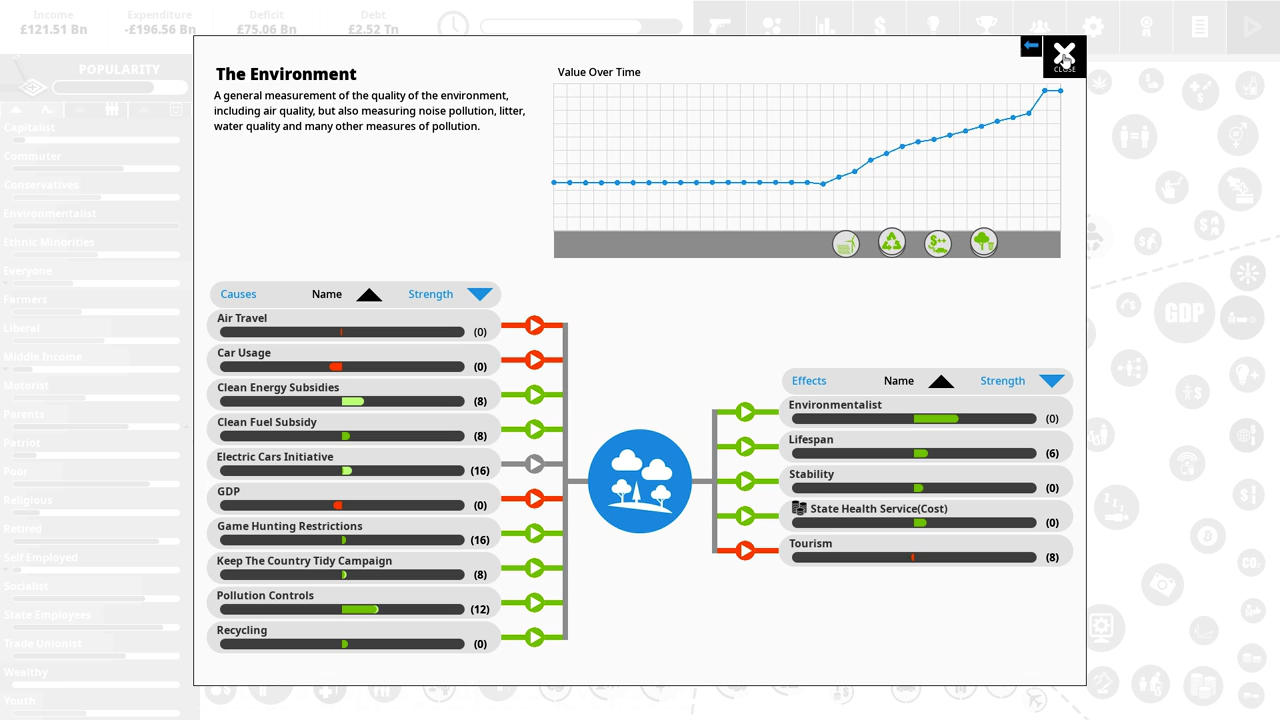 Income
Expenditure
Deficit
Debt
£121.51 Bn
-£196.56 Bn
£75.06 Bn
£2.52 Tn
POPULARITY
Capitalist
Commuter
Conservatives
Environmentalist
Ethnic Minorities
Everyone
Farmers
Liberal
Middle Income
Motorist
Parents
Patriot
Poor
Religious
Retired
Self Employed
Socialist
State Employees
Trade Unionist
Wealthy
Youth
CLOSE
The Environment
A general measurement of the quality of the environment,
including air quality, but also measuring noise pollution, litter,
water quality and many other measures of pollution.
Value Over Time
Causes Name Strength
Air Travel
(0)
Car Usage
(0)
Clean Energy Subsidies
(8)
Clean Fuel Subsidy
(8)
Electric Cars Initiative
(16)
GDP
(0)
Game Hunting Restrictions
(16)
Keep The Country Tidy Campaign
(8)
Pollution Controls
(12)
Recycling
(0)
Effects Name Strength
Environmentalist
(0)
Lifespan
(6)
Stability
(0)
State Health Service(Cost)
(0)
Tourism
(8)
GDP
CO₂